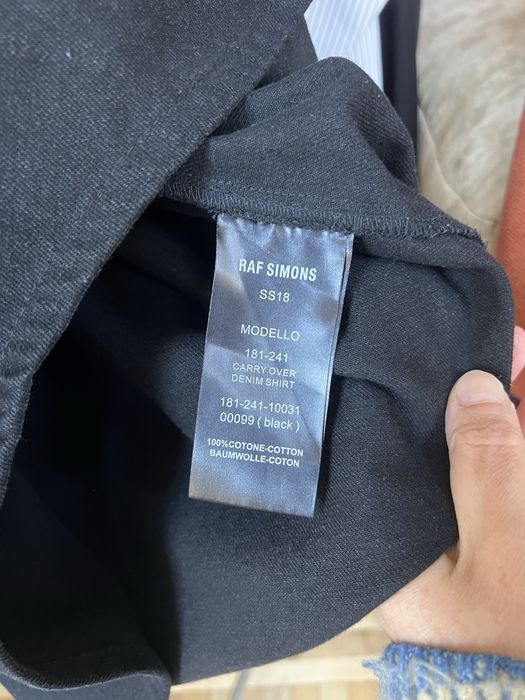 RAF SIMONS
SS18
MODELLO
181-241
CARRY OVER
DENIM SHIRT
181-241-10031
00099 ( black )
100%COTONE-COTTON
BAUMWOLLE-COTON